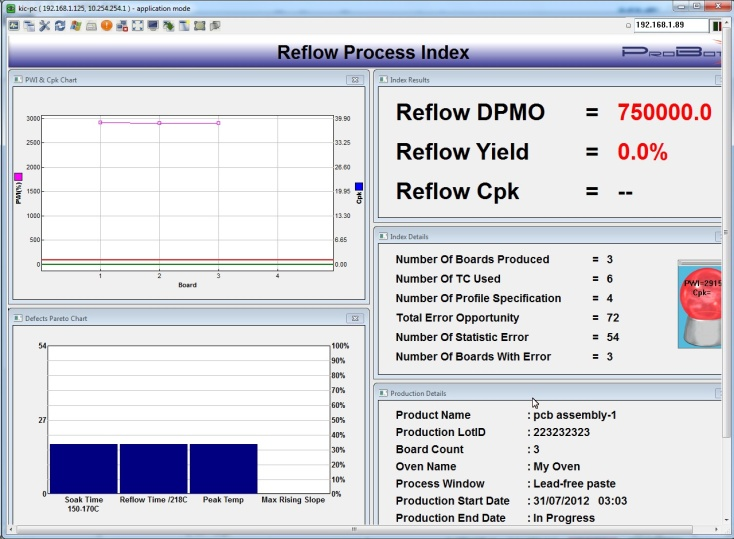 kic-pc ( 192.168.1.125, 10.254.254.1 ) - application mode
192.168.1.89
Reflow Process Index
PROBOT
PWI & Cpk Chart
3000
2500
2000
1500
1000
500
0
PWI(%)
39.90
33.25
26.60
19.95
13.30
6.65
0.00
Cpk
1 2 3 4
Board
Index Results
Reflow DPMO = 750000.0
Reflow Yield = 0.0%
Reflow Cpk = --
Index Details
Number Of Boards Produced = 3
Number Of TC Used = 6
Number Of Profile Specification = 4
Total Error Opportunity = 72
Number Of Statistic Error = 54
Number Of Boards With Error = 3
PWI=2915
Cpk=
Defects Pareto Chart
54
27
0
100%
90%
80%
70%
60%
50%
40%
30%
20%
10%
0%
Soak Time 150-170C
Reflow Time /218C
Peak Temp
Max Rising Slope
Production Details
Product Name : pcb assembly-1
Production LotID : 223232323
Board Count : 3
Oven Name : My Oven
Process Window : Lead-free paste
Production Start Date : 31/07/2012 03:03
Production End Date : In Progress